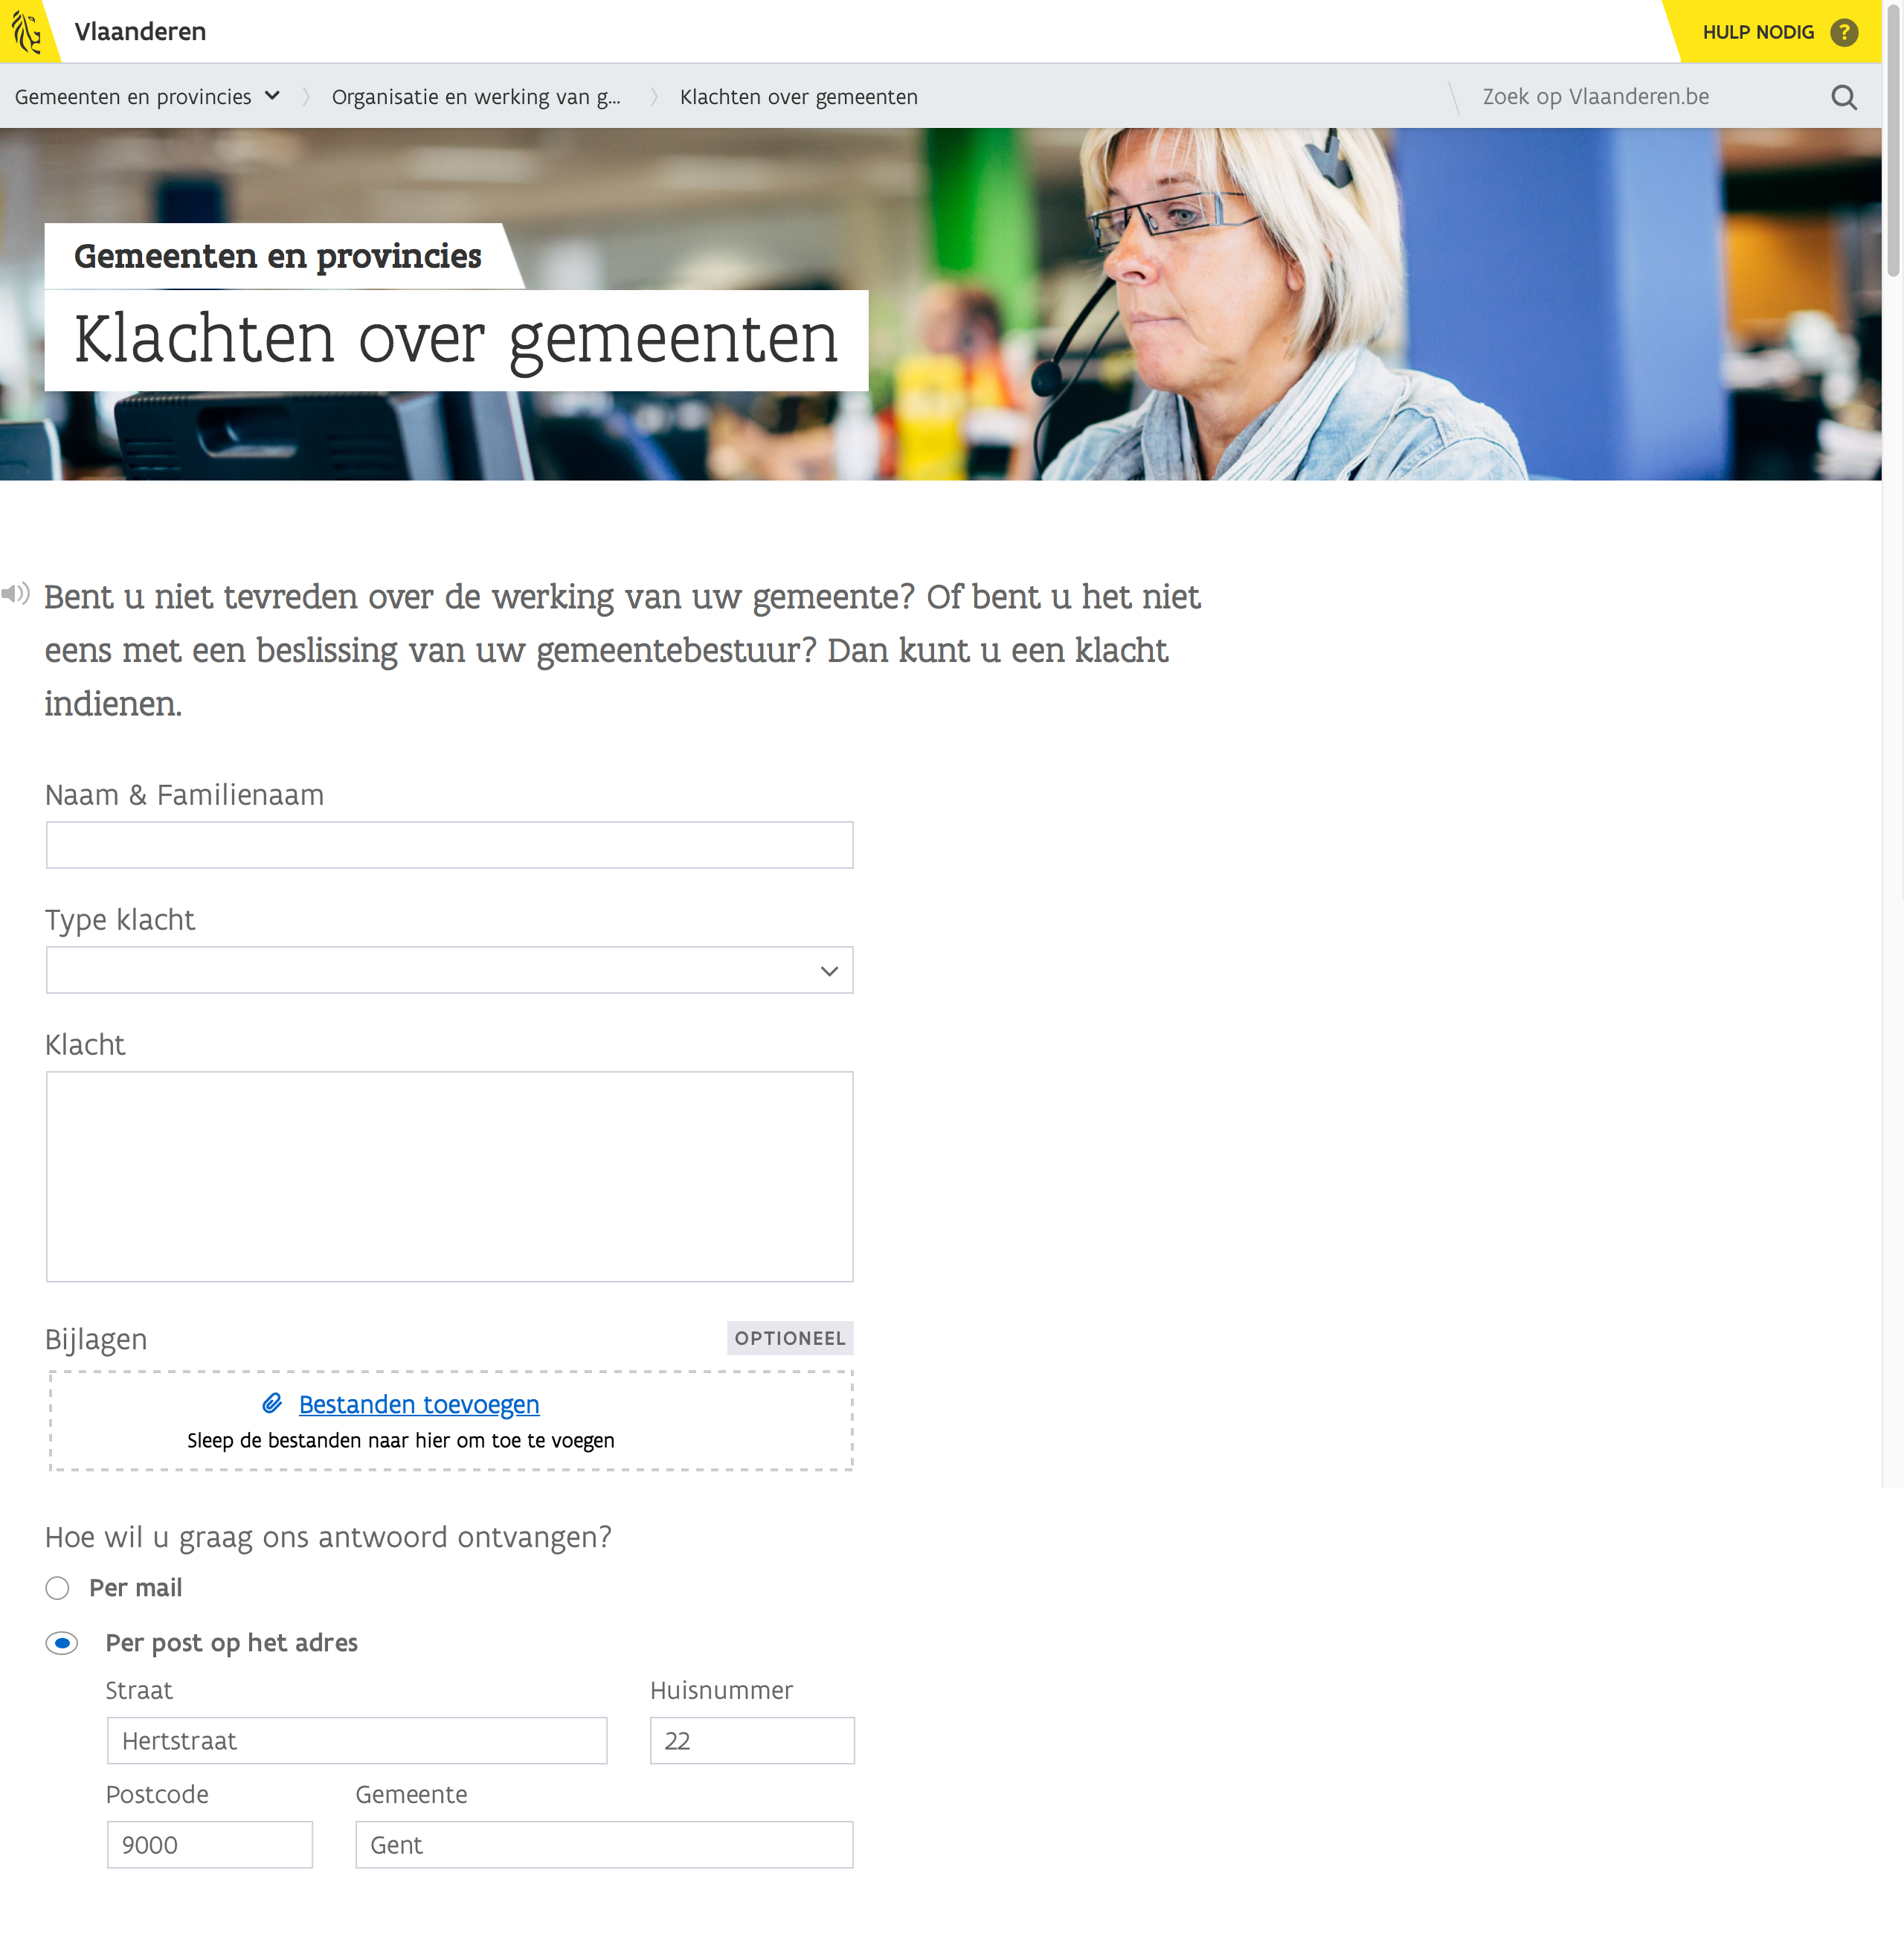 Vlaanderen
HULP NODIG ?
Gemeenten en provincies
Organisatie en werking van g...
Klachten over gemeenten
Zoek op Vlaanderen.be
Gemeenten en provincies
Klachten over gemeenten
Bent u niet tevreden over de werking van uw gemeente? Of bent u het niet
eens met een beslissing van uw gemeentebestuur? Dan kunt u een klacht
indienen.
Naam & Familienaam
Type klacht
Klacht
Bijlagen
OPTIONEEL
Bestanden toevoegen
Sleep de bestanden naar hier om toe te voegen
Hoe wil u graag ons antwoord ontvangen?
Per mail
Per post op het adres
Straat
Huisnummer
Hertstraat
22
Postcode
Gemeente
9000
Gent